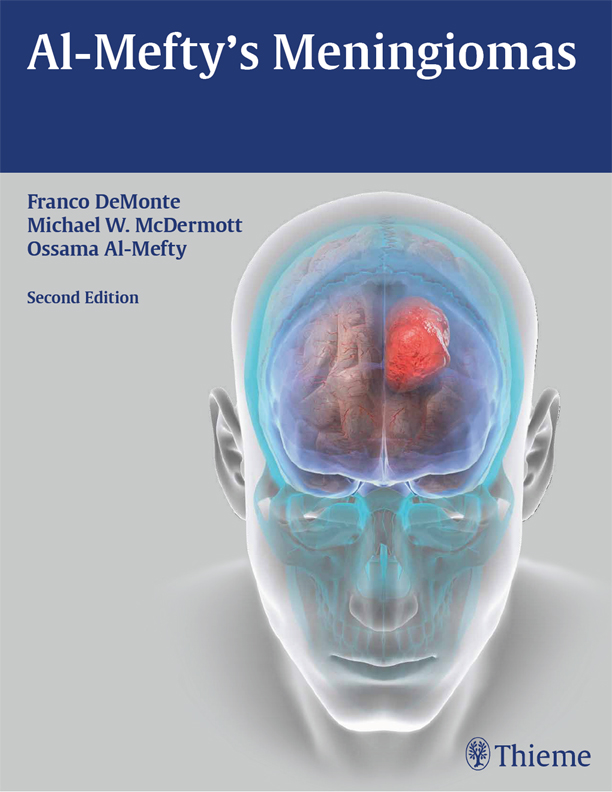 Al-Mefty's Meningiomas
Franco DeMonte
Michael W. McDermott
Ossama Al-Mefty
Second Edition
Thieme